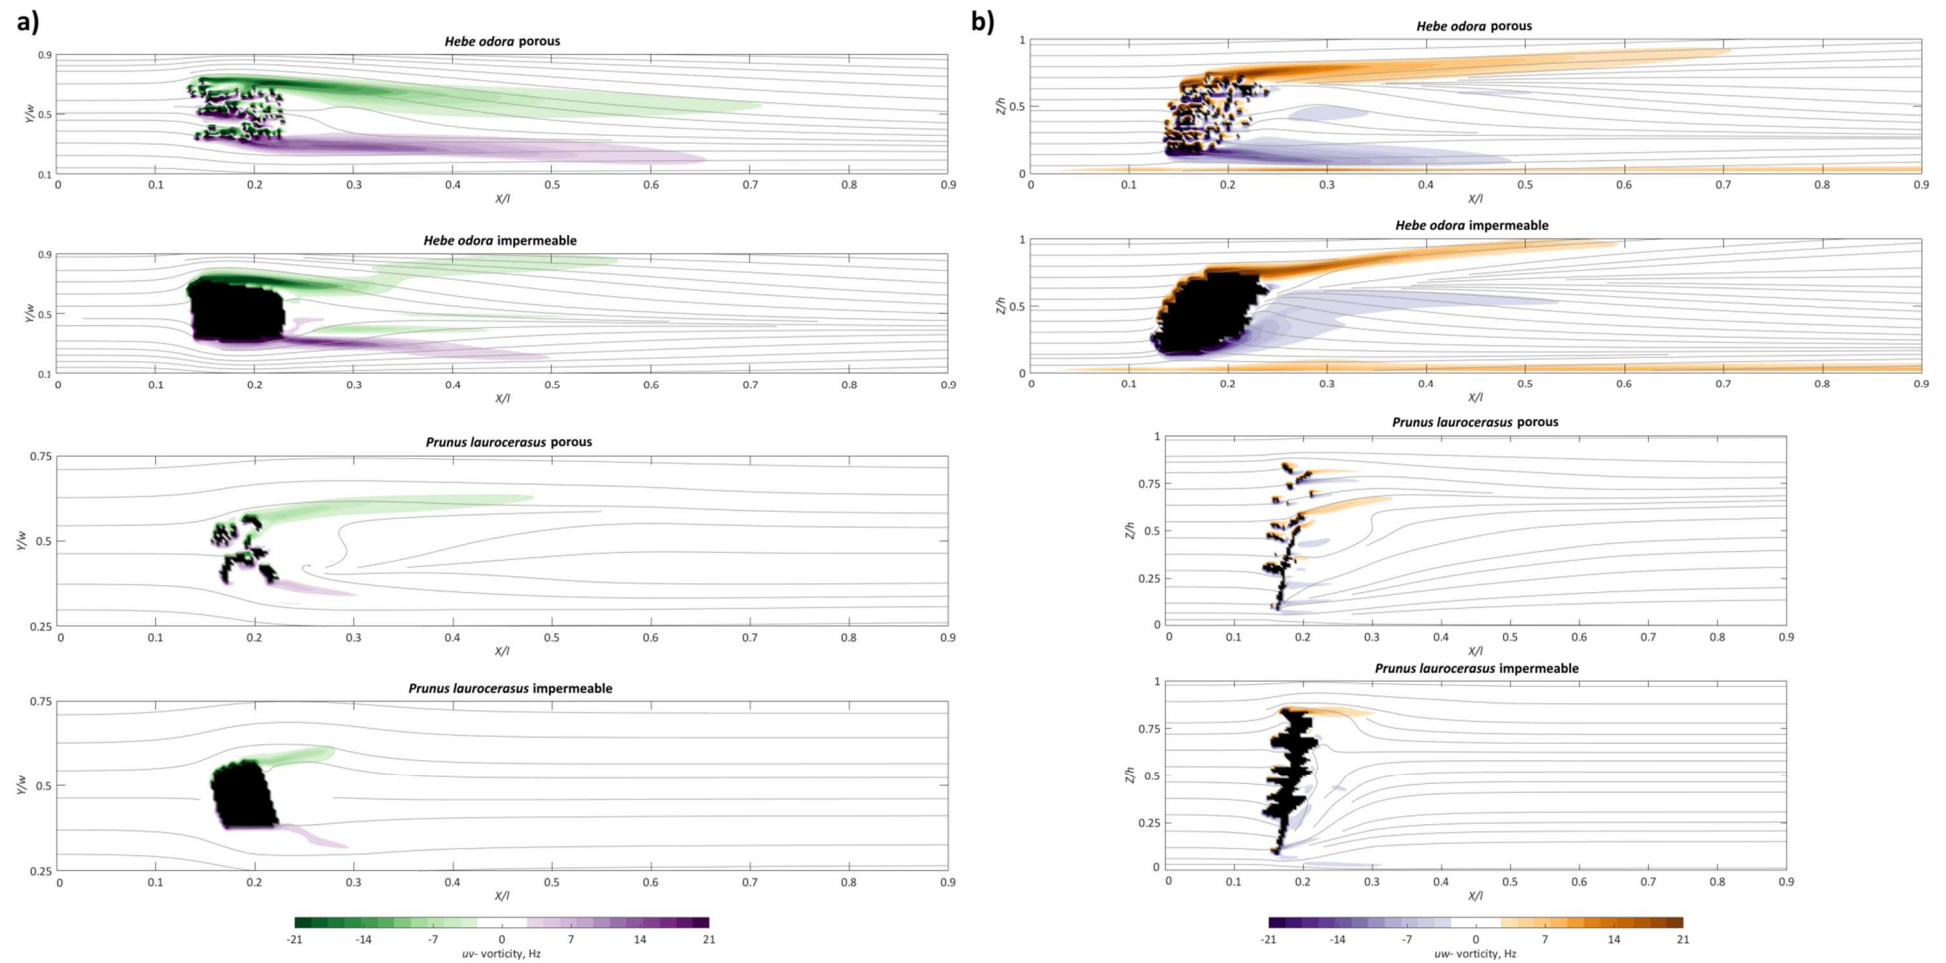 a)
Hebe odora porous
0.9
0.5
0.1
Y/w
0 0.1 0.2 0.3 0.4 0.5 0.6 0.7 0.8 0.9
X/l
Hebe odora impermeable
0.9
0.5
0.1
Y/w
0 0.1 0.2 0.3 0.4 0.5 0.6 0.7 0.8 0.9
X/l
Prunus laurocerasus porous
0.75
0.5
0.25
Y/w
0 0.1 0.2 0.3 0.4 0.5 0.6 0.7 0.8 0.9
X/l
Prunus laurocerasus impermeable
0.75
0.5
0.25
Y/w
0 0.1 0.2 0.3 0.4 0.5 0.6 0.7 0.8 0.9
X/l
-21 -14 -7 0 7 14 21
uv- vorticity, Hz
b)
Hebe odora porous
1
0.5
0
Z/h
0.1 0.2 0.3 0.4 0.5 0.6 0.7 0.8 0.9
X/l
Hebe odora impermeable
1
0.5
0
Z/h
0.1 0.2 0.3 0.4 0.5 0.6 0.7 0.8 0.9
X/l
Prunus laurocerasus porous
1
0.75
0.5
0.25
0
Z/h
0 0.1 0.2 0.3 0.4 0.5 0.6 0.7 0.8 0.9
X/l
Prunus laurocerasus impermeable
1
0.75
0.5
0.25
0
Z/h
0 0.1 0.2 0.3 0.4 0.5 0.6 0.7 0.8 0.9
X/l
-21 -14 -7 0 7 14 21
uw- vorticity, Hz